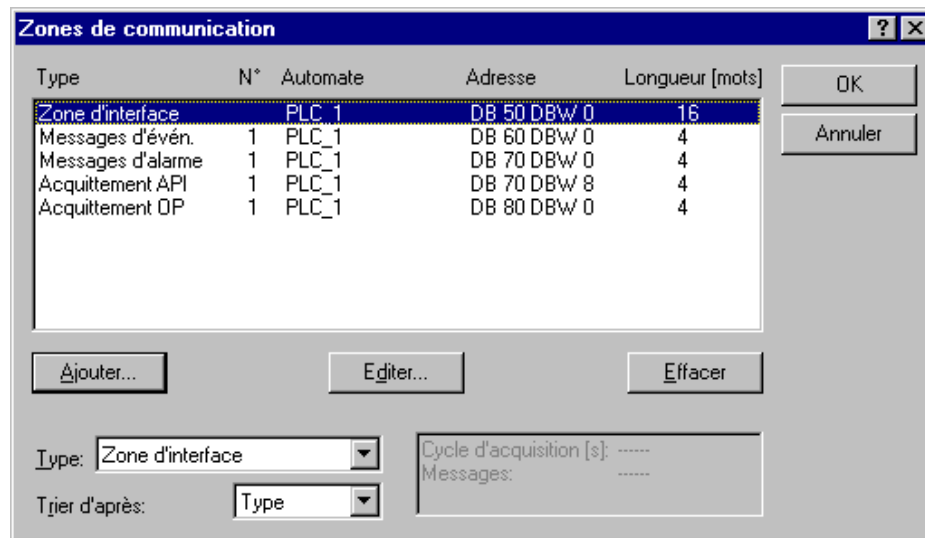 Zones de communication
Type N° Automate Adresse Longueur [mots]
Zone d'interface PLC_1 DB 50 DBW 0 16
Messages d'évén. 1 PLC_1 DB 60 DBW 0 4
Messages d'alarme 1 PLC_1 DB 70 DBW 0 4
Acquittement API 1 PLC_1 DB 70 DBW 8 4
Acquittement OP 1 PLC_1 DB 80 DBW 0 4
OK
Annuler
Ajouter... Editer... Effacer
Type: Zone d'interface
Trier d'après: Type
Cycle d'acquisition [s]: ------
Messages: ------